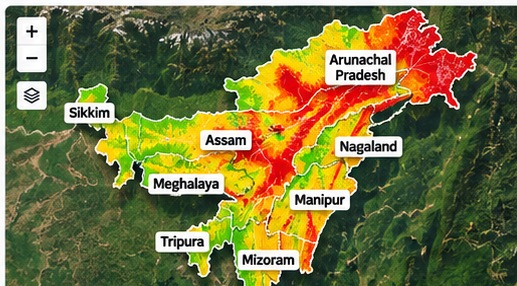 +
−
Arunachal
Pradesh
Sikkim
Assam
Nagaland
Meghalaya
Manipur
Tripura
Mizoram